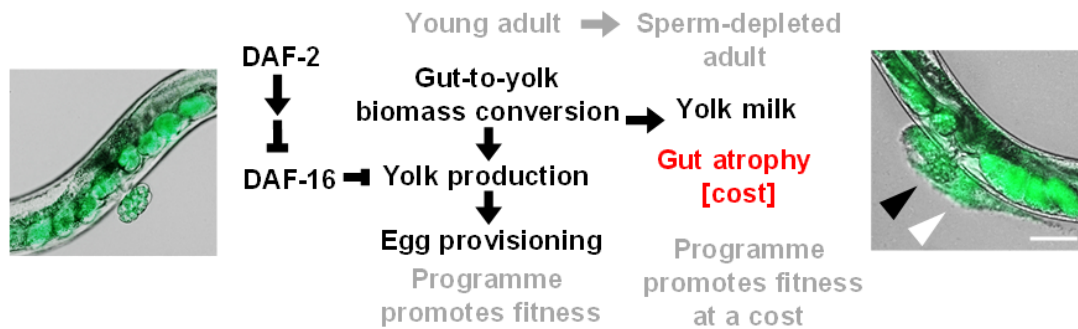 Young adult
Sperm-depleted
adult
DAF-2
DAF-16
Gut-to-yolk
biomass conversion
Yolk production
Egg provisioning
Programme
promotes fitness
Yolk milk
Gut atrophy
[cost]
Programme
promotes fitness
at a cost